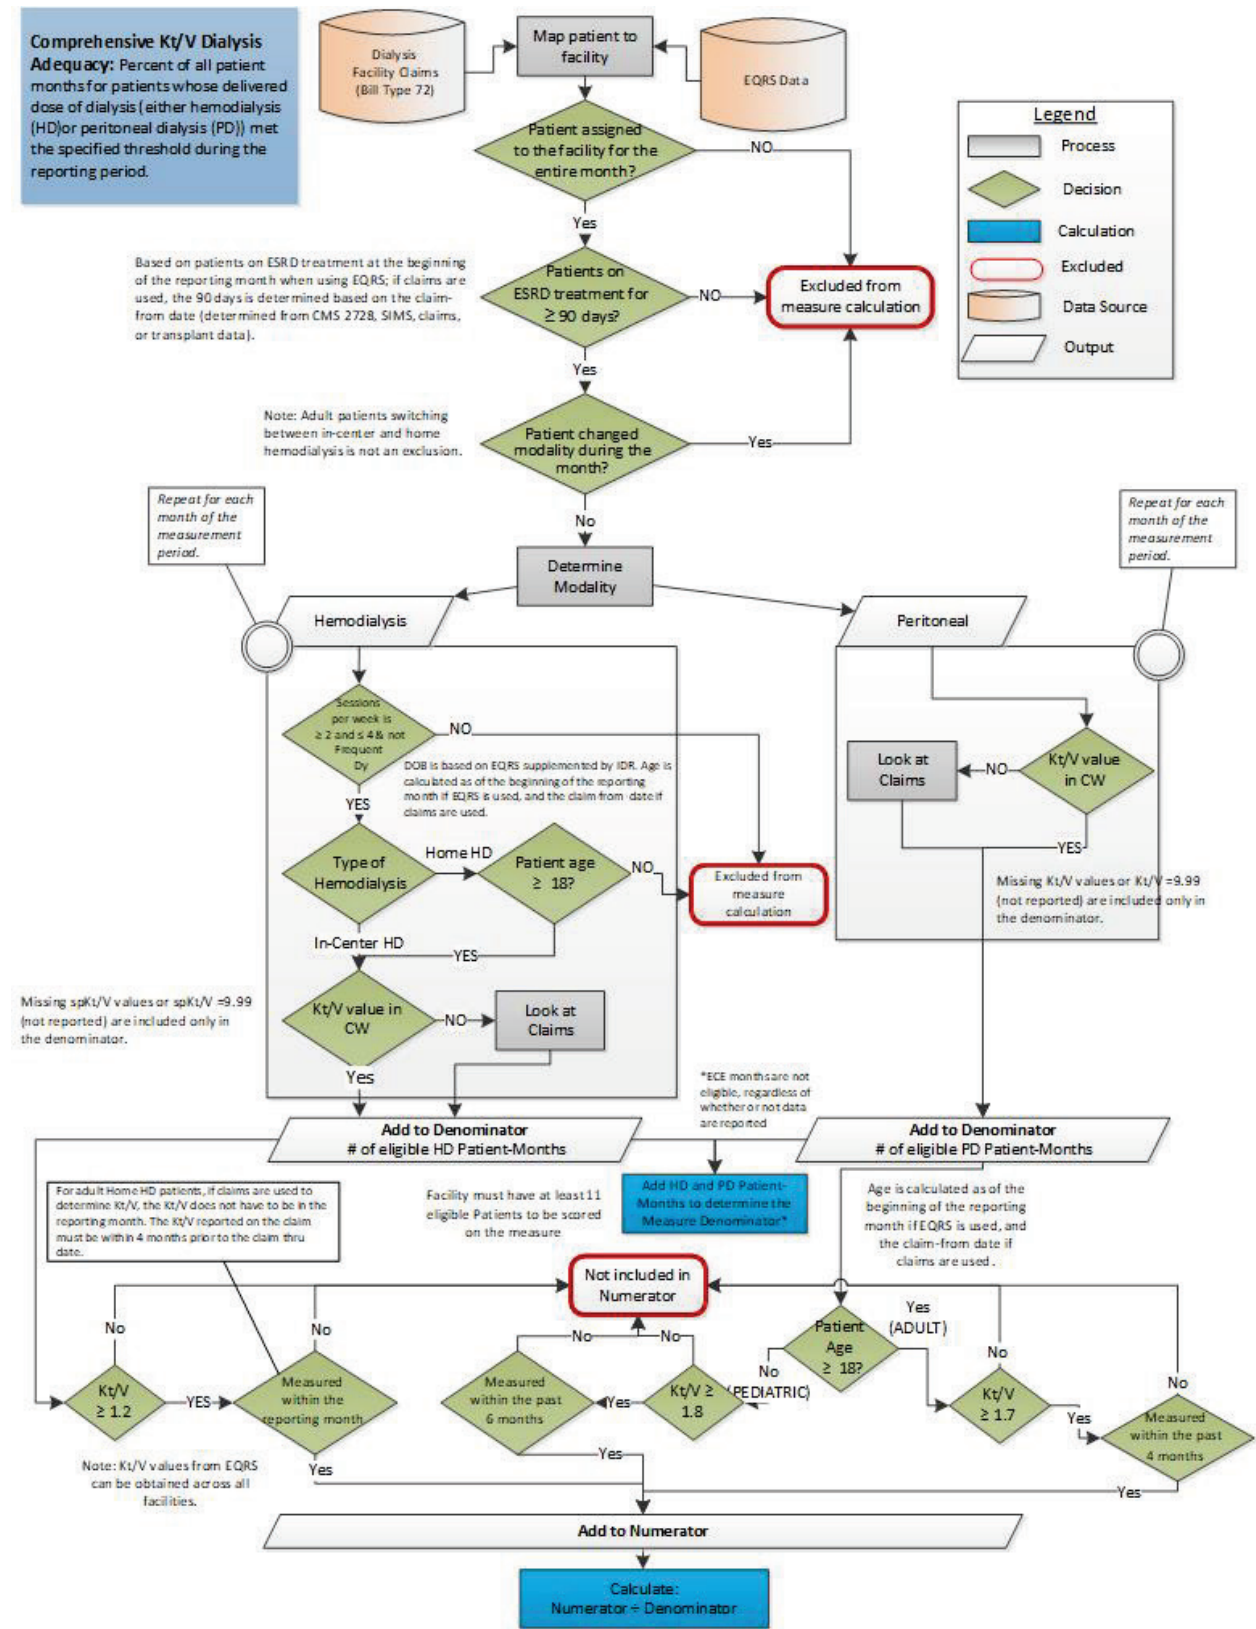 Comprehensive Kt/V Dialysis
Adequacy: Percent of all patient
months for patients whose delivered
dose of dialysis (either hemodialysis
(HD)or peritoneal dialysis (PD)) met
the specified threshold during the
reporting period.
Dialysis
Facility Claims
(Bill Type 72)
Map patient to
facility
EQRS Data
Legend
Process
Decision
Calculation
Excluded
Data Source
Output
Patient assigned
to the facility for the
entire month?
NO
Yes
Based on patients on ESRD treatment at the beginning
of the reporting month when using EQRS; if claims are
used, the 90 days is determined based on the claim-
from date (determined from CMS 2728, SIMS, claims,
or transplant data).
Patients on
ESRD treatment for
≥ 90 days?
NO
Excluded from
measure calculation
Yes
Note: Adult patients switching
between in-center and home
hemodialysis is not an exclusion.
Patient changed
modality during the
month?
Yes
No
Repeat for each
month of the
measurement
period.
Determine
Modality
Repeat for each
month of the
measurement
period.
Hemodialysis
Peritoneal
Sessions
per week is
≥ 2 and ≤ 4 & not
Frequent
Dy
NO
DOB is based on EQRS supplemented by IDR. Age is
calculated as of the beginning of the reporting
month if EQRS is used, and the claim-from-date if
claims are used.
YES
Look at
Claims
NO
Kt/V value
in CW
YES
Type of
Hemodialysis
Home HD
Patient age
≥ 18?
NO
Excluded from
measure
calculation
Missing Kt/V values or Kt/V =9.99
(not reported) are included only in
the denominator.
In-Center HD
YES
Missing spKt/V values or spKt/V =9.99
(not reported) are included only in
the denominator.
Kt/V value in
CW
NO
Look at
Claims
Yes
*ECE months are not
eligible, regardless of
whether or not data
are reported
Add to Denominator
# of eligible HD Patient-Months
Add to Denominator
# of eligible PD Patient-Months
For adult Home HD patients, if claims are used to
determine Kt/V, the Kt/V does not have to be in the
reporting month. The Kt/V reported on the claim
must be within 4 months prior to the claim thru
date.
Facility must have at least 11
eligible Patients to be scored
on the measure
Add HD and PD Patient-
Months to determine the
Measure Denominator*
Age is calculated as of the
beginning of the reporting
month if EQRS is used, and
the claim-from date if
claims are used.
Not included in
Numerator
No
No
No
No
Patient
Age
≥ 18?
Yes
(ADULT)
No
No
Kt/V
≥ 1.2
YES
Measured
within the
reporting month
Measured
within the past
6 months
Yes
Kt/V ≥
1.8
No
(PEDIATRIC)
Kt/V
≥ 1.7
Yes
Measured
within the past
4 months
Note: Kt/V values from EQRS
can be obtained across all
facilities.
Yes
Yes
Yes
Add to Numerator
Calculate:
Numerator ÷ Denominator